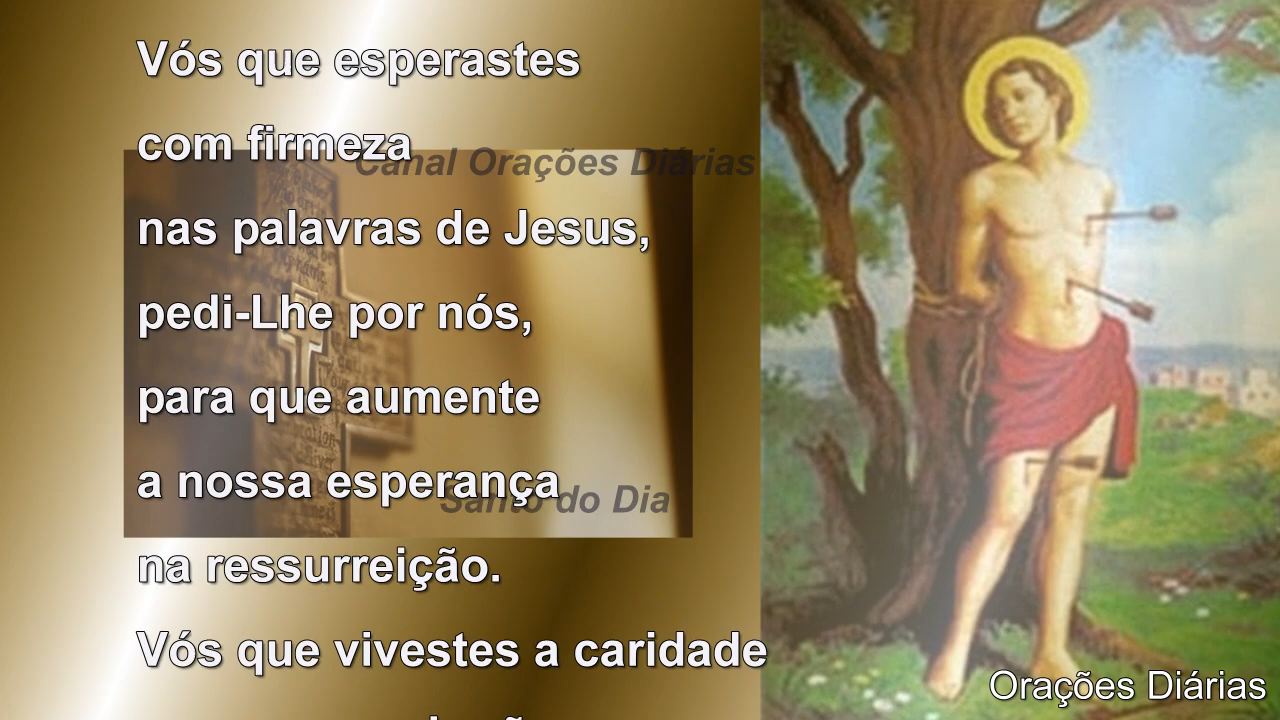 Vós que esperastes
com firmeza
Canal Orações Diárias
nas palavras de Jesus,
pedi-Lhe por nós,
para que aumente
a nossa esperança
Santo do Dia
na ressurreição.
Vós que vivestes a caridade
Orações Diárias